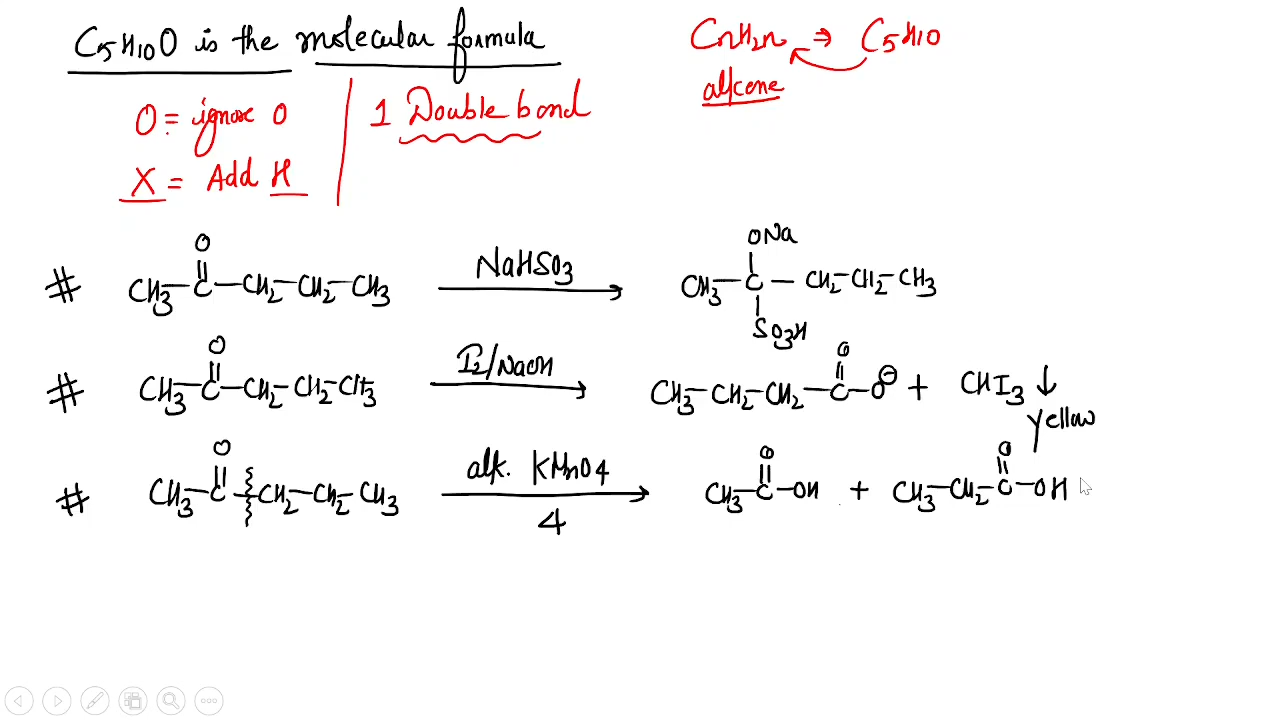 C5H10O is the molecular formula
CnH2n ⇒ C5H10
alkene
O = ignore O
1 Double bond
X = Add H
# CH3-C(=O)-CH2-CH2-CH3 NaHSO3 → CH3-C(ONa)(SO3H)-CH2-CH2-CH3
# CH3-C(=O)-CH2-CH2-CH3 I2/NaOH → CH3-CH2-CH2-C(=O)-O⊖ + CHI3 ↓
Yellow
# CH3-C(=O)-CH2-CH2-CH3 alk. KMnO4 → CH3-C(=O)-OH + CH3-CH2-C(=O)-OH
4